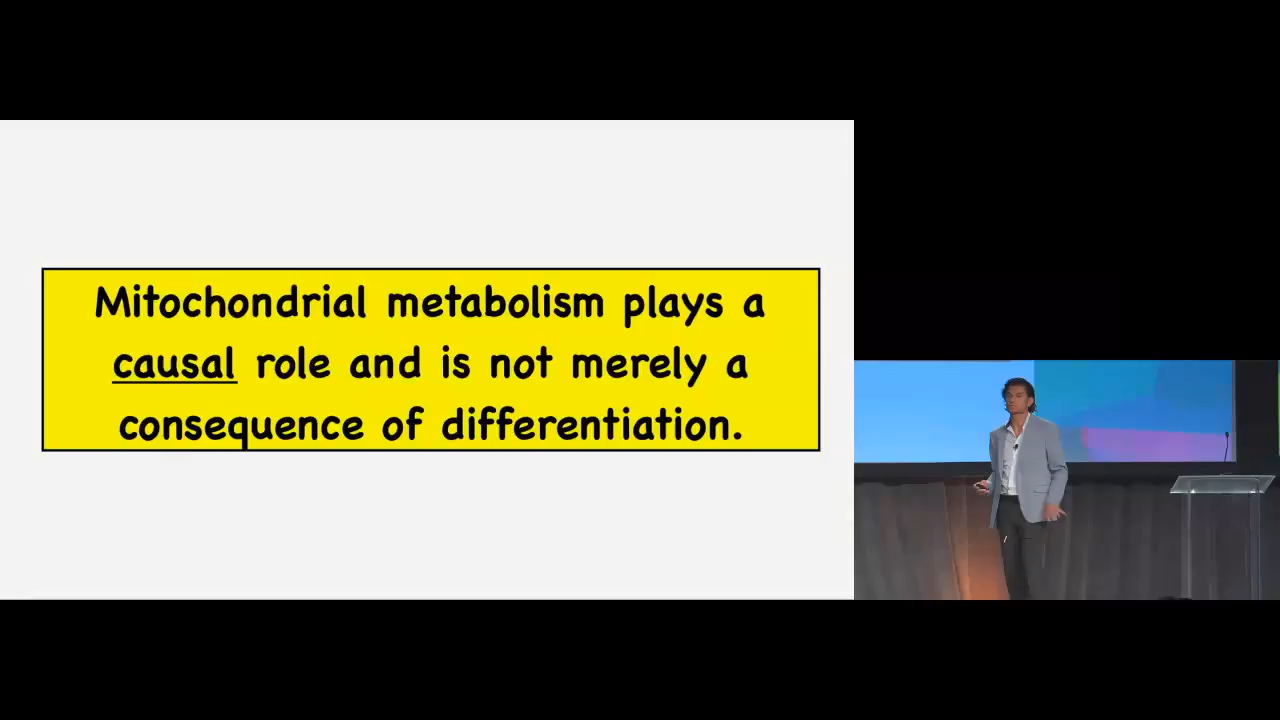 Mitochondrial metabolism plays a
causal role and is not merely a
consequence of differentiation.